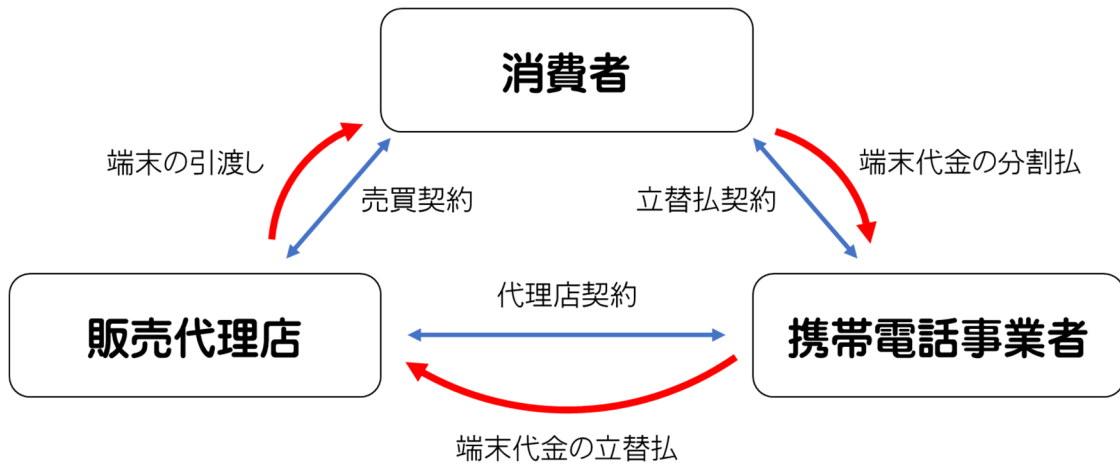 消費者
端末の引渡し
端末代金の分割払
売買契約
立替払契約
代理店契約
販売代理店
携帯電話事業者
端末代金の立替払